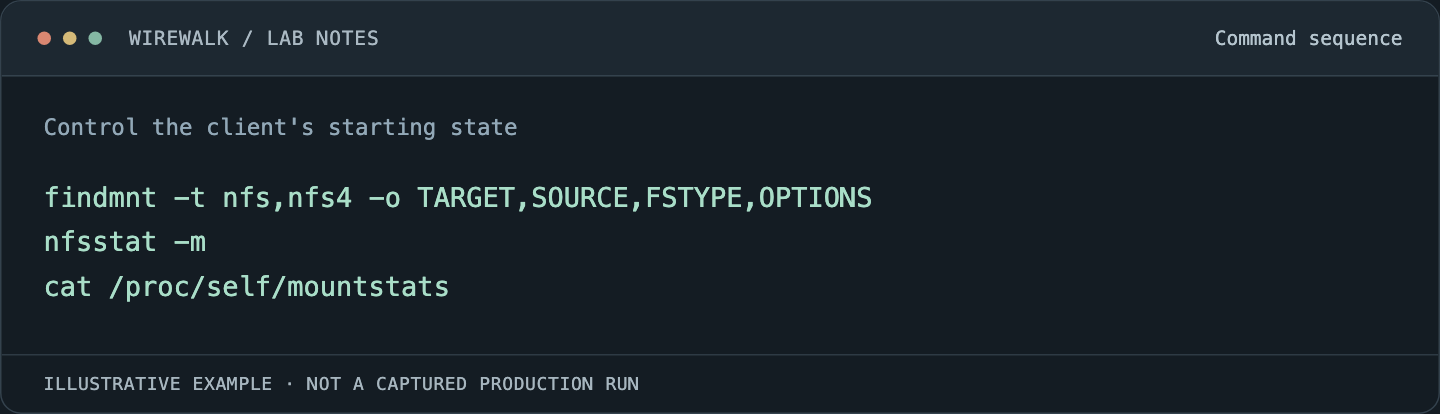 WIREWALK / LAB NOTES
Command sequence
Control the client's starting state
findmnt -t nfs,nfs4 -o TARGET,SOURCE,FSTYPE,OPTIONS
nfsstat -m
cat /proc/self/mountstats
ILLUSTRATIVE EXAMPLE · NOT A CAPTURED PRODUCTION RUN